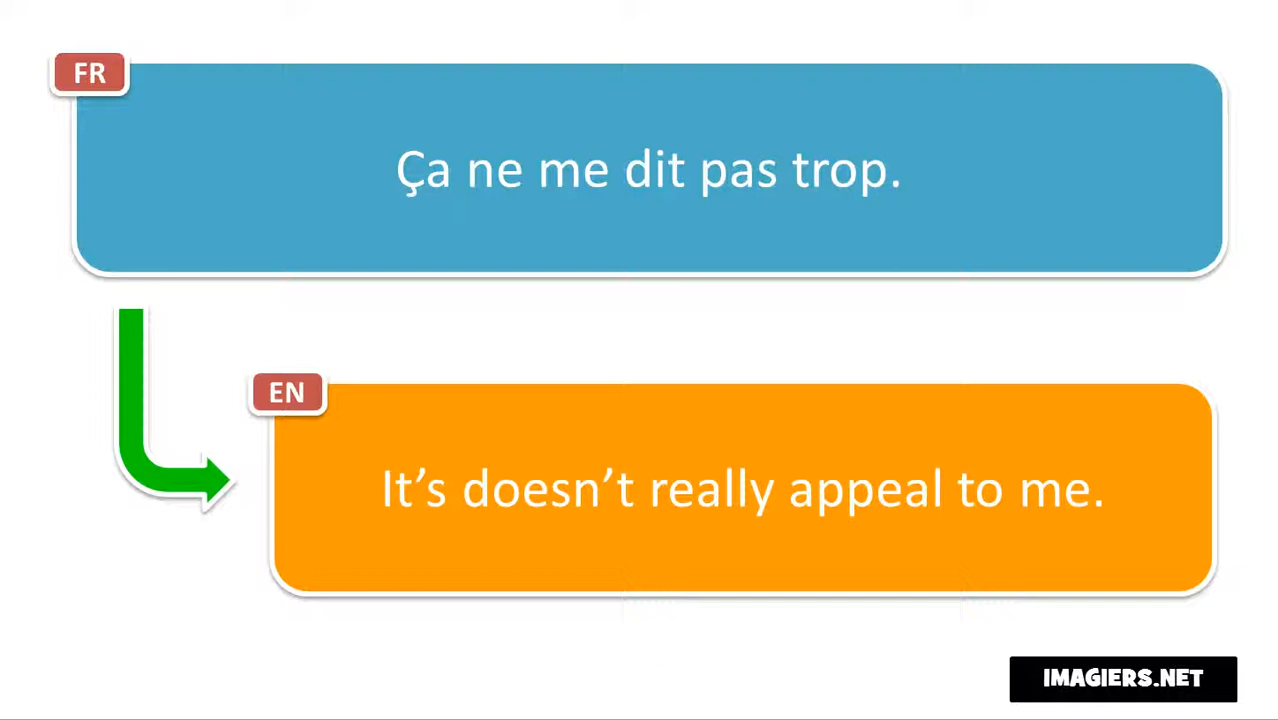 FR
Ça ne me dit pas trop.
EN
It’s doesn’t really appeal to me.
IMAGIERS.NET